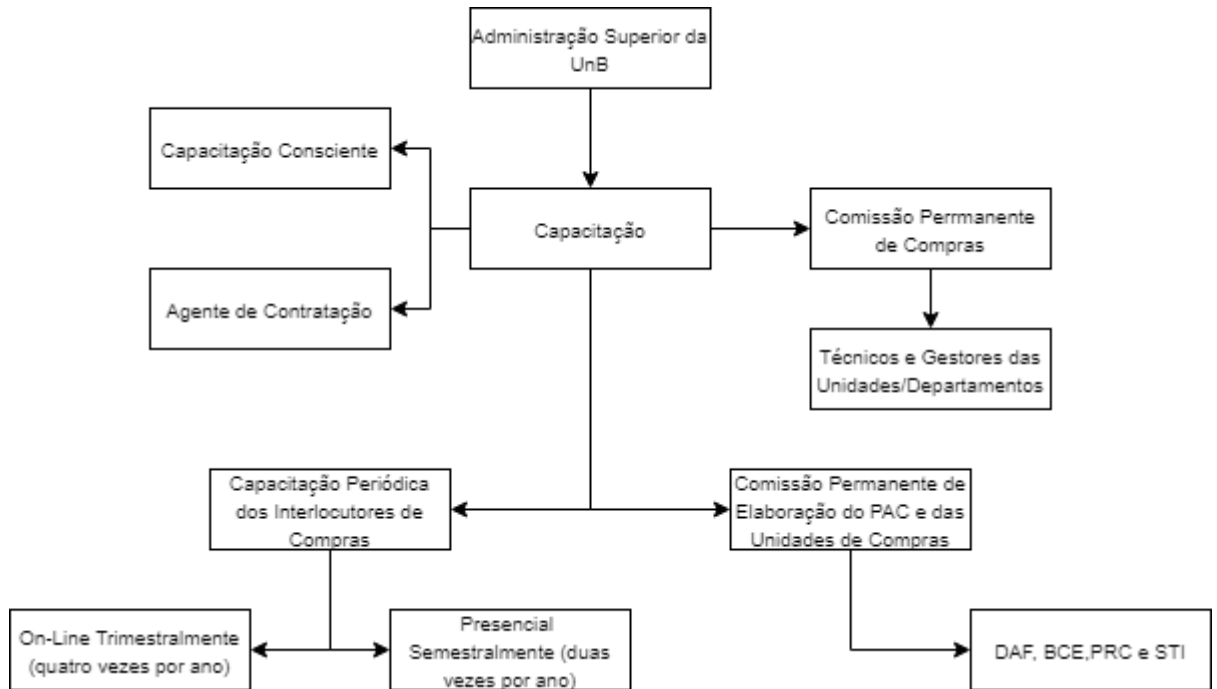 Administração Superior da
UnB
Capacitação Consciente
Capacitação
Comissão Perrmanente
de Compras
Agente de Contratação
Técnicos e Gestores das
Unidades/Departamentos
Capacitação Periódica
dos Interlocutores de
Compras
Comissão Permanente de
Elaboração do PAC e das
Unidades de Compras
On-Line Trimestralmente
(quatro vezes por ano)
Presencial
Semestralmente (duas
vezes por ano)
DAF, BCE,PRC e STI